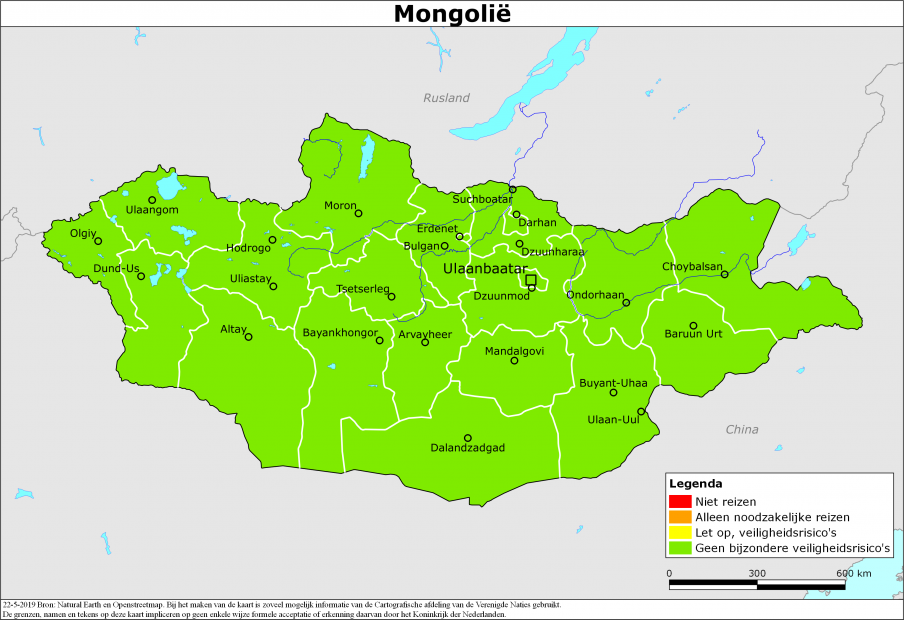 Mongolië
Rusland
Suchboatar
Moron
Ulaangom
Darhan
Erdenet
Olgiy
Bulgan
Hodrogo
Dzuunharaa
Choybalsan
Dund-Us
Ulaanbaatar
Uliastay
Tsetserleg
Dzuunmod
Ondorhaan
Altay
Bayankhongor
Arvayheer
Baruun Urt
Mandalgovi
Buyant-Uhaa
Ulaan-Uul
China
Dalandzadgad
Legenda
Niet reizen
Alleen noodzakelijke reizen
Let op, veiligheidsrisico's
Geen bijzondere veiligheidsrisico's
0 300 600 km
22-5-2019 Bron: Natural Earth en Openstreetmap. Bij het maken van de kaart is zoveel mogelijk informatie van de Cartografische afdeling van de Verenigde Naties gebruikt.
De grenzen, namen en tekens op deze kaart impliceren op geen enkele wijze formele acceptatie of erkenning daarvan door het Koninkrijk der Nederlanden.